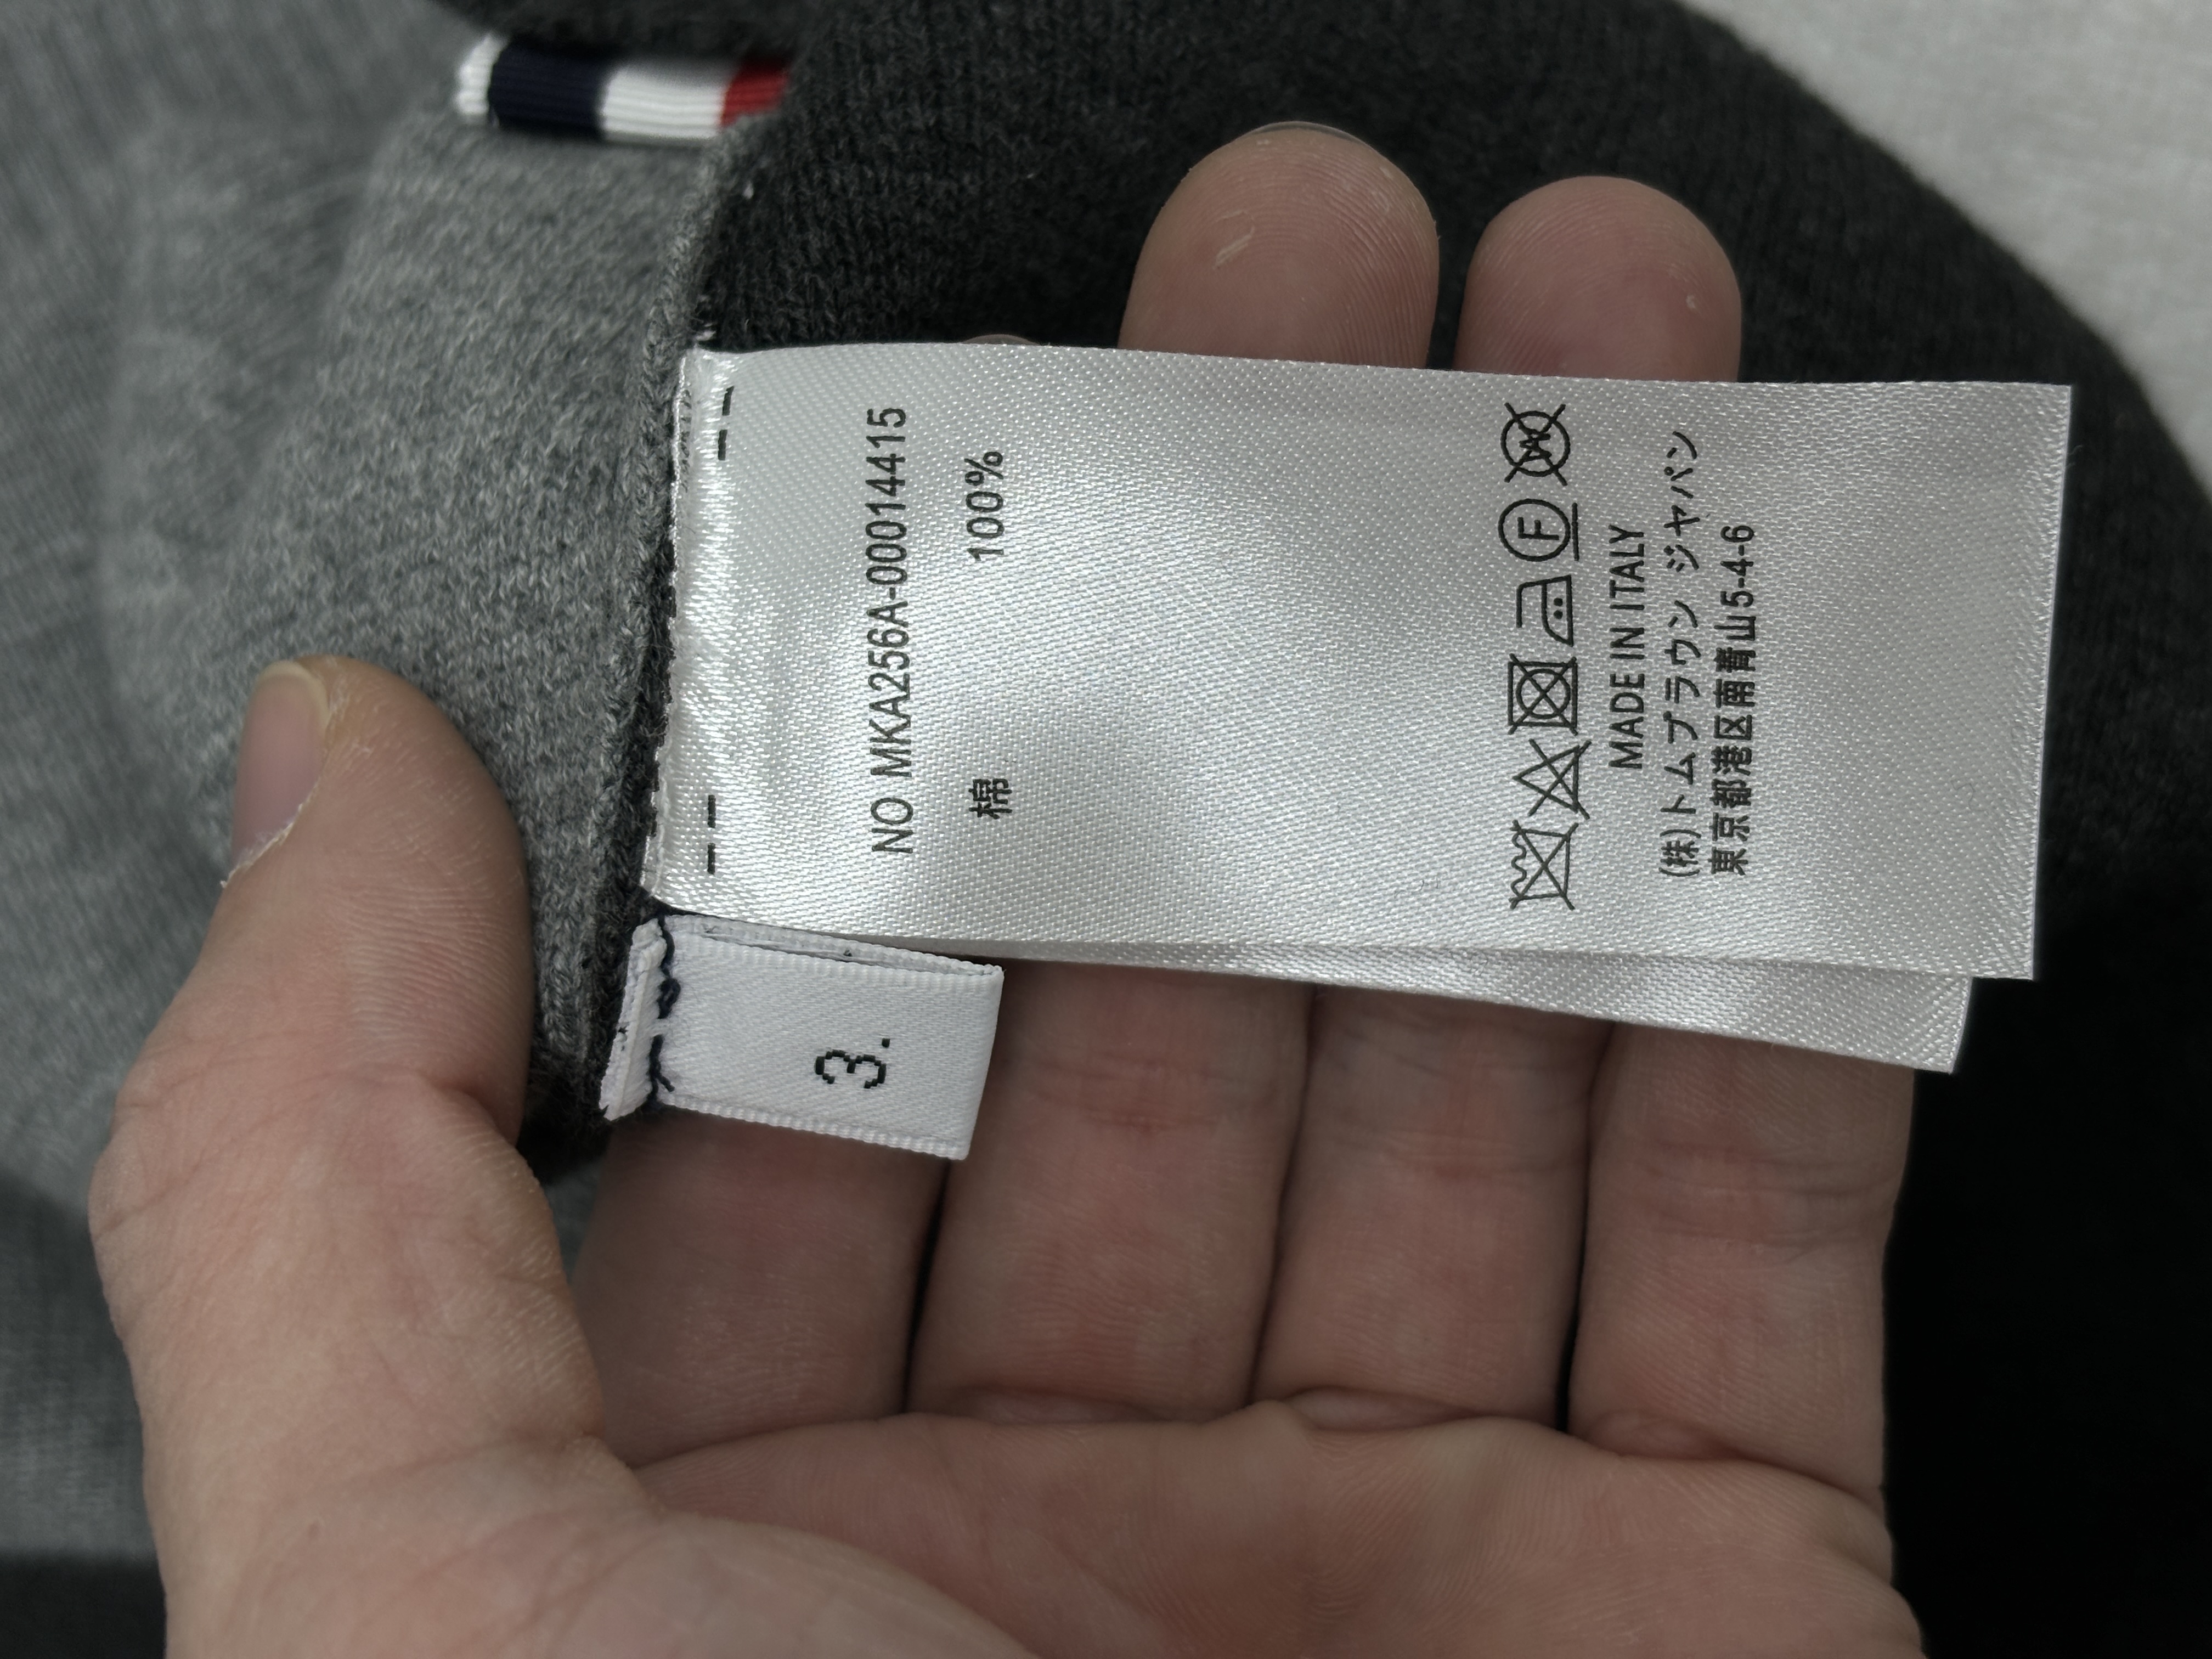 NO MKA256A-00014415
棉 100%
F W
MADE IN ITALY
(株)トムブラウン ジャパン
東京都港区南青山5-4-6
3.